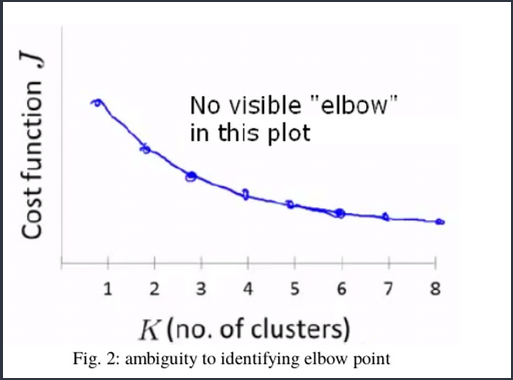 Cost function J
No visible "elbow"
in this plot
1 2 3 4 5 6 7 8
K (no. of clusters)
Fig. 2: ambiguity to identifying elbow point